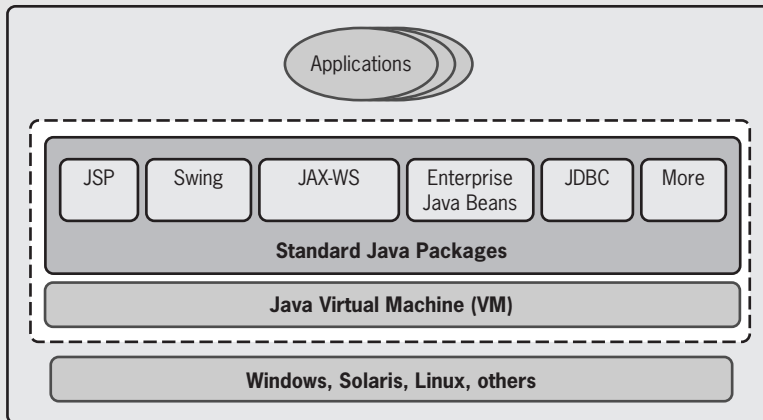 Applications
JSP
Swing
JAX-WS
Enterprise
Java Beans
JDBC
More
Standard Java Packages
Java Virtual Machine (VM)
Windows, Solaris, Linux, others